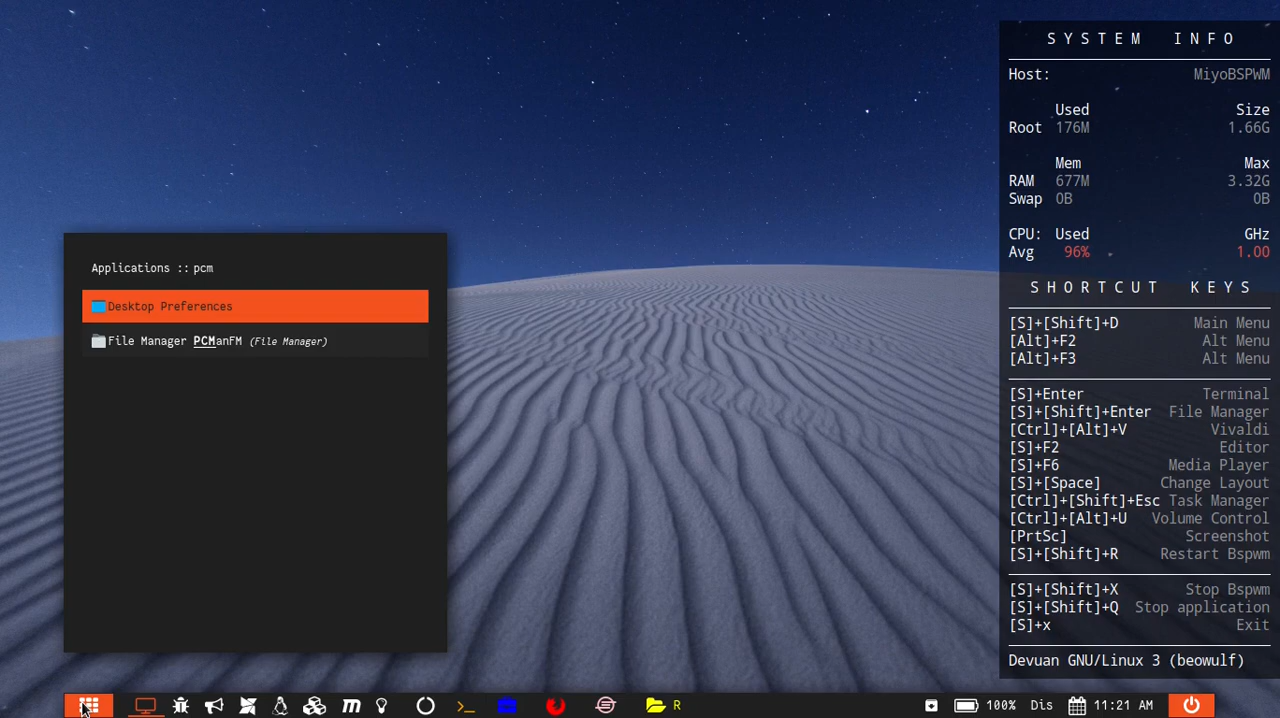 Applications :: pcm
Desktop Preferences
File Manager PCManFM (File Manager)
SYSTEM INFO
Host: MiyoBSPWM
Used Size
Root 176M 1.66G
Mem Max
RAM 677M 3.32G
Swap 0B 0B
CPU: Used GHz
Avg 96% 1.00
SHORTCUT KEYS
[S]+[Shift]+D Main Menu
[Alt]+F2 Alt Menu
[Alt]+F3 Alt Menu
[S]+Enter Terminal
[S]+[Shift]+Enter File Manager
[Ctrl]+[Alt]+V Vivaldi
[S]+F2 Editor
[S]+F6 Media Player
[S]+[Space] Change Layout
[Ctrl]+[Shift]+Esc Task Manager
[Ctrl]+[Alt]+U Volume Control
[PrtSc] Screenshot
[S]+[Shift]+R Restart Bspwm
[S]+[Shift]+X Stop Bspwm
[S]+[Shift]+Q Stop application
[S]+x Exit
Devuan GNU/Linux 3 (beowulf)
R 100% Dis 11:21 AM